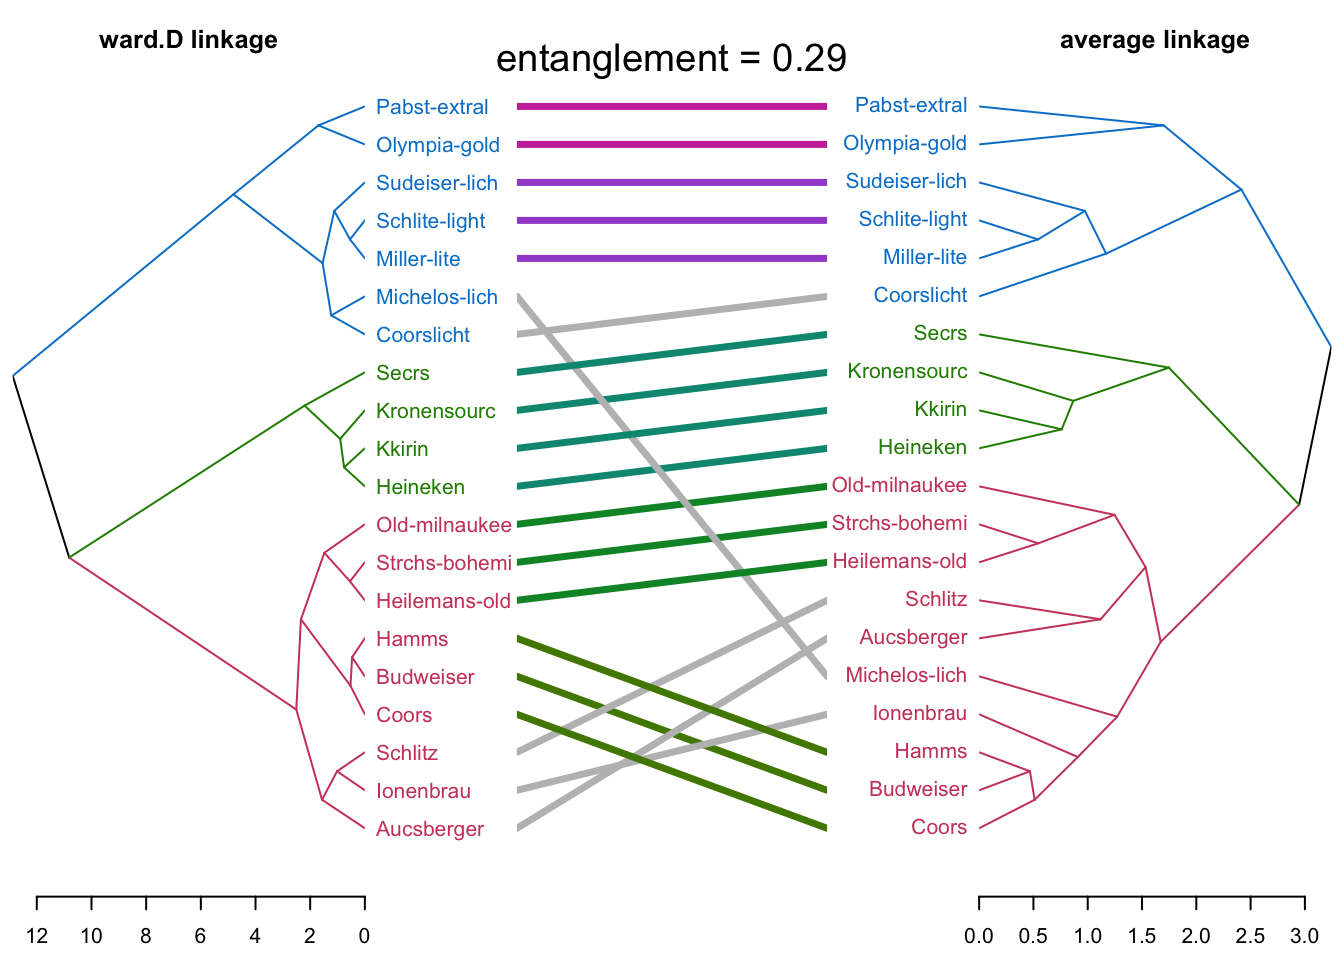 ward.D linkage
average linkage
entanglement = 0.29
Pabst-extral
Olympia-gold
Sudeiser-lich
Schlite-light
Miller-lite
Michelos-lich
Coorslicht
Secrs
Kronensourc
Kkirin
Heineken
Old-milnaukee
Strchs-bohemi
Heilemans-old
Hamms
Budweiser
Coors
Schlitz
Ionenbrau
Aucsberger
Pabst-extral
Olympia-gold
Sudeiser-lich
Schlite-light
Miller-lite
Coorslicht
Secrs
Kronensourc
Kkirin
Heineken
Old-milnaukee
Strchs-bohemi
Heilemans-old
Schlitz
Aucsberger
Michelos-lich
Ionenbrau
Hamms
Budweiser
Coors
12 10 8 6 4 2 0
0.0 0.5 1.0 1.5 2.0 2.5 3.0